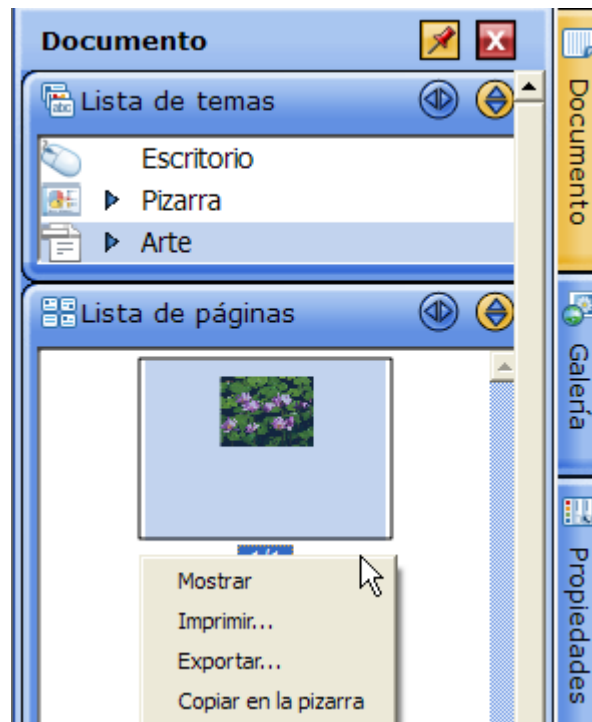 Documento
Lista de temas
Escritorio
Pizarra
Arte
Lista de páginas
Mostrar
Imprimir...
Exportar...
Copiar en la pizarra
Documento
Galería
Propiedades